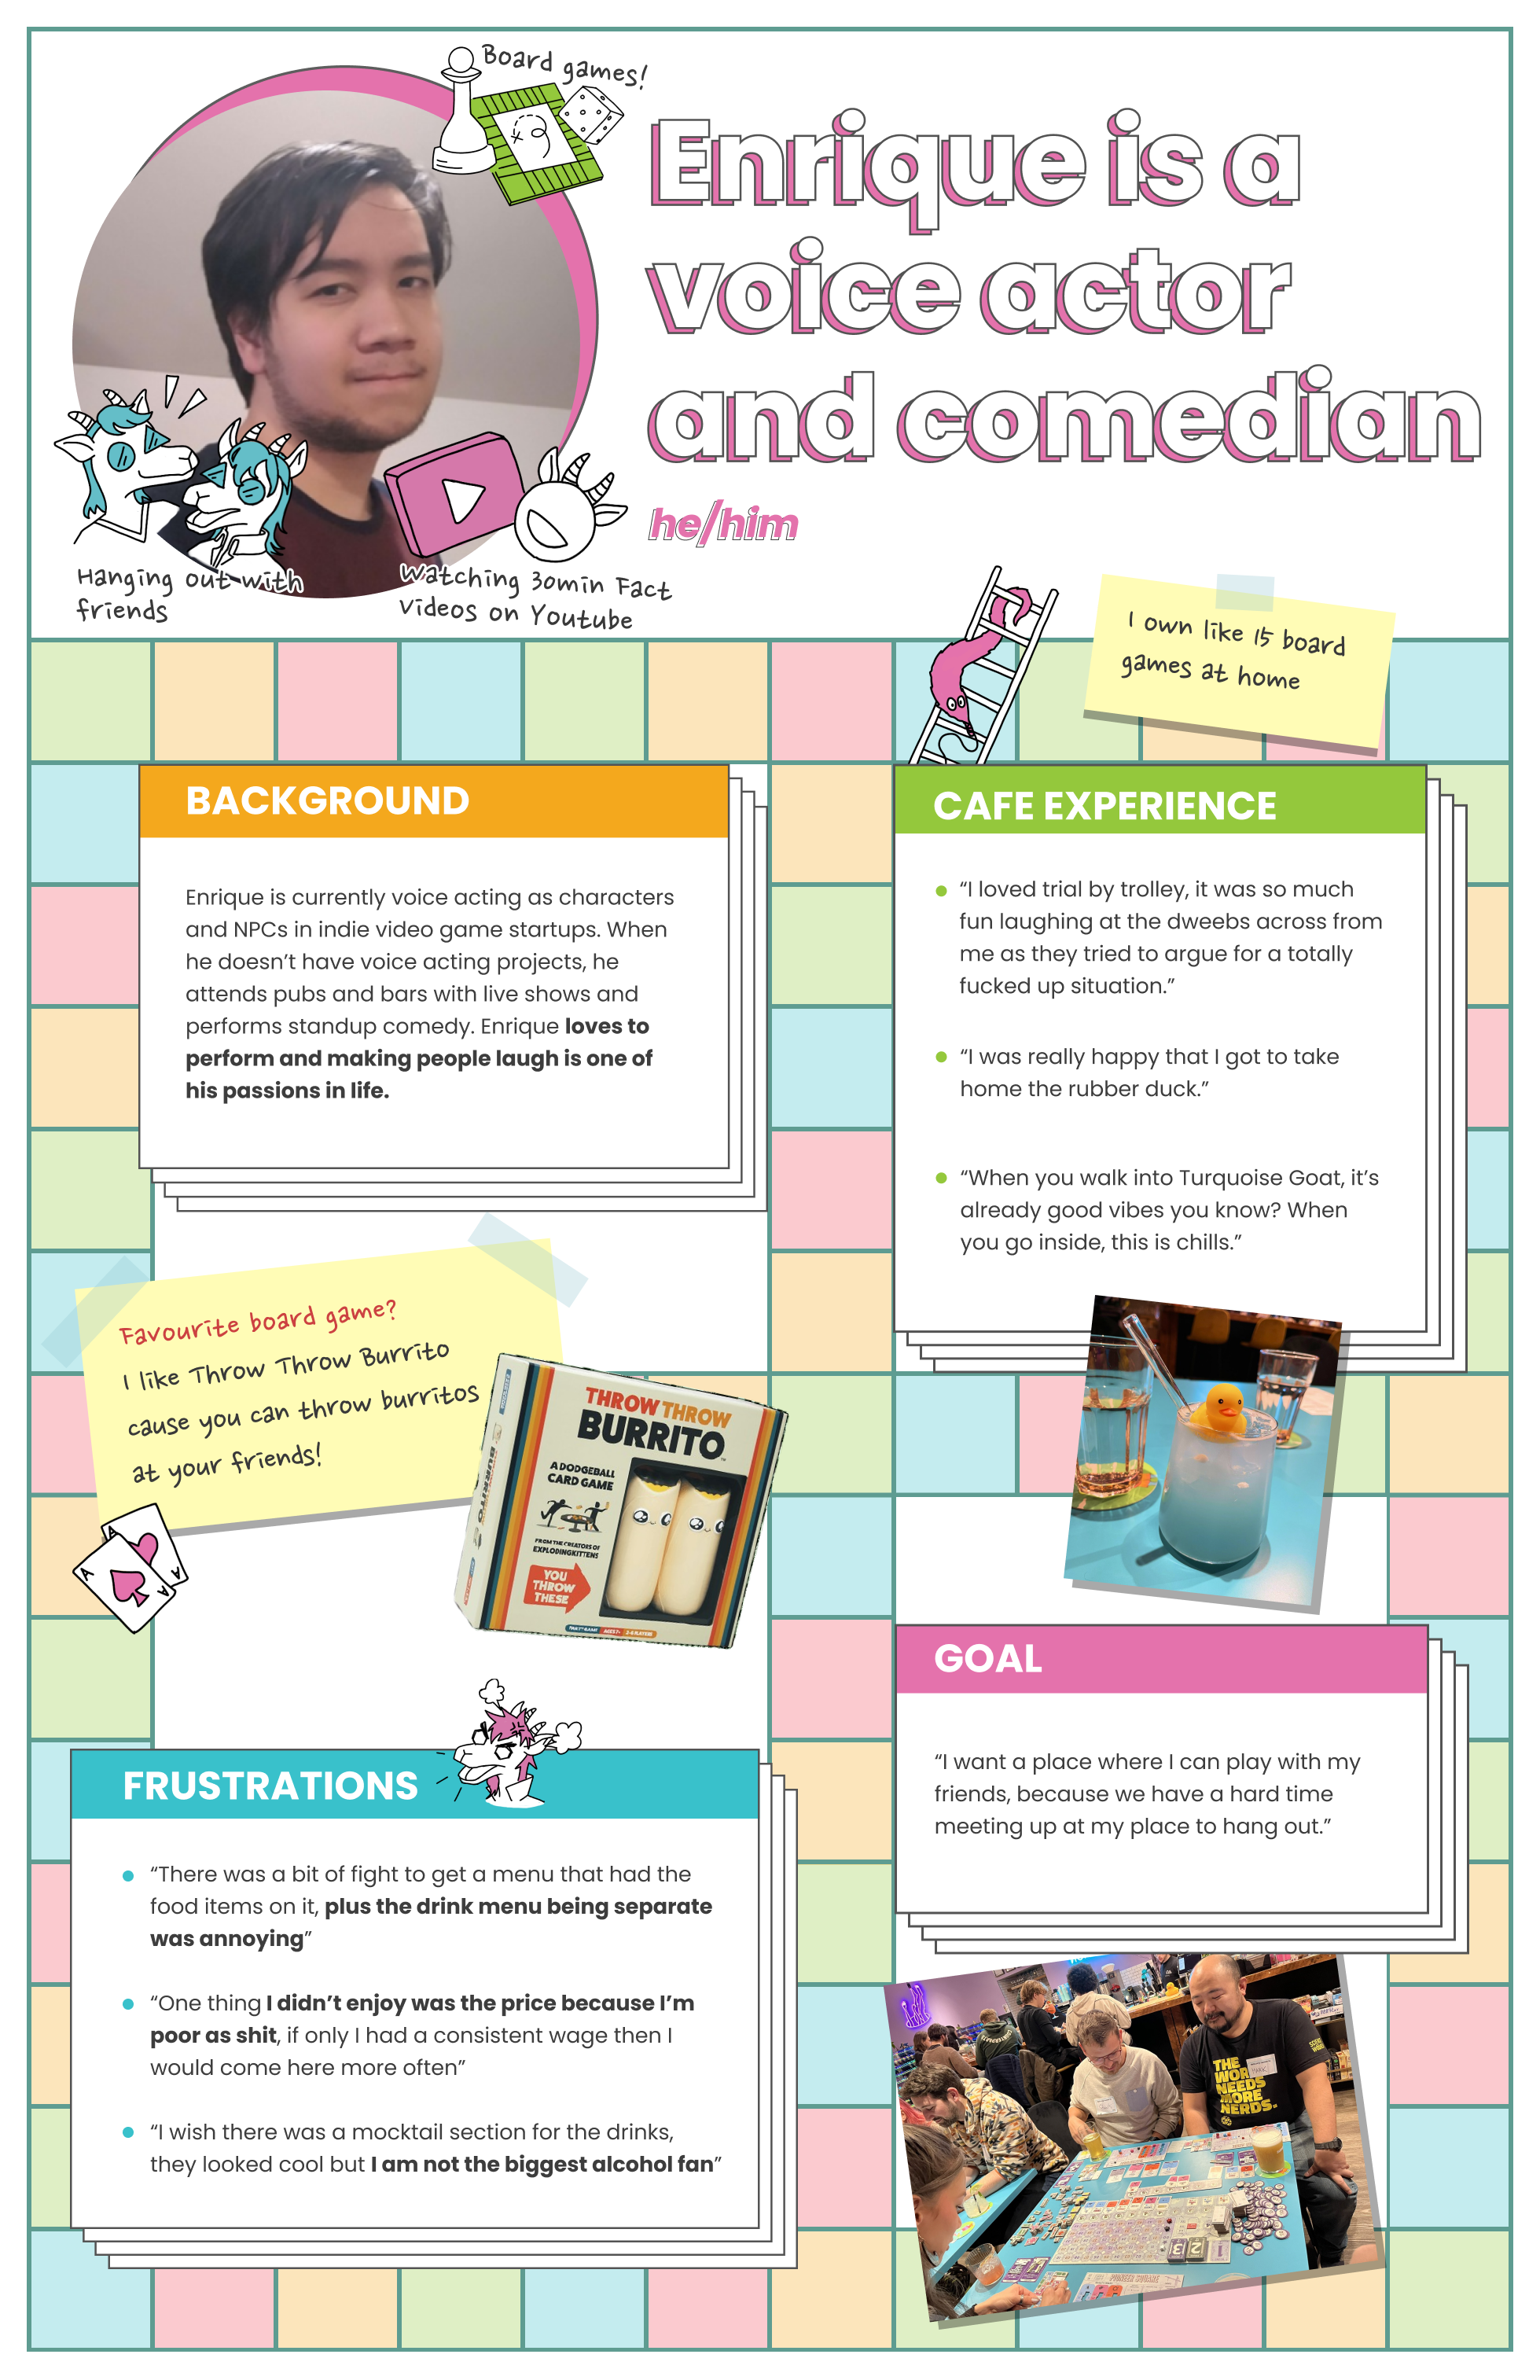 Board games!
Enrique is a
voice actor
and comedian
he/him
Hanging out with
friends
Watching 30min Fact
Videos on Youtube
I own like 15 board
games at home
BACKGROUND
Enrique is currently voice acting as characters
and NPCs in indie video game startups. When
he doesn’t have voice acting projects, he
attends pubs and bars with live shows and
performs standup comedy. Enrique loves to
perform and making people laugh is one of
his passions in life.
CAFE EXPERIENCE
“I loved trial by trolley, it was so much
fun laughing at the dweebs across from
me as they tried to argue for a totally
fucked up situation.”
“I was really happy that I got to take
home the rubber duck.”
“When you walk into Turquoise Goat, it’s
already good vibes you know? When
you go inside, this is chills.”
Favourite board game?
I like Throw Throw Burrito
cause you can throw burritos
at your friends!
THROW THROW
BURRITO
A DODGEBALL
CARD GAME
FROM THE CREATORS OF
EXPLODING KITTENS
YOU
THROW
THESE
BURRITO
A
A
A
A
GOAL
“I want a place where I can play with my
friends, because we have a hard time
meeting up at my place to hang out.”
FRUSTRATIONS
“There was a bit of fight to get a menu that had the
food items on it, plus the drink menu being separate
was annoying”
“One thing I didn’t enjoy was the price because I’m
poor as shit, if only I had a consistent wage then I
would come here more often”
“I wish there was a mocktail section for the drinks,
they looked cool but I am not the biggest alcohol fan”
THE
WORLD
NEEDS
MORE
NERDS.